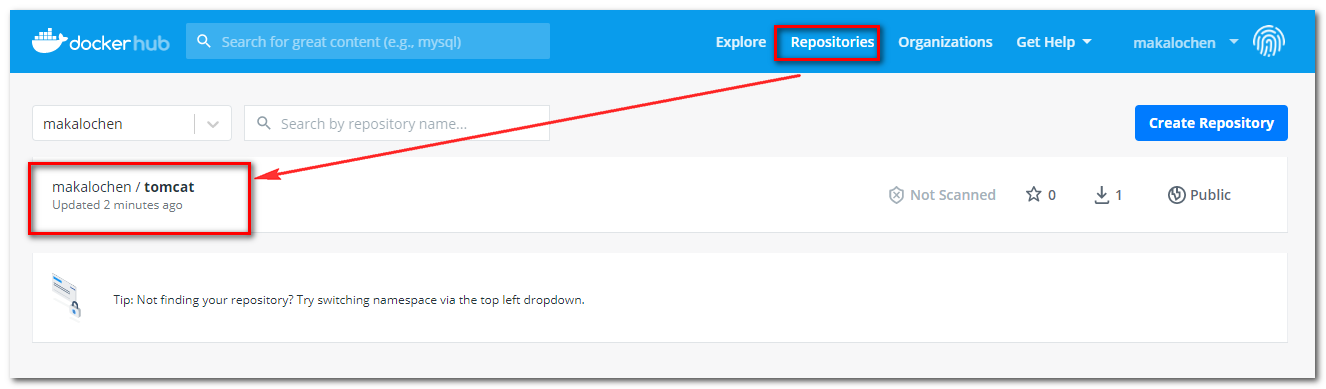 dockerhub Search for great content (e.g., mysql) Explore Repositories Organizations Get Help makalochen
makalochen Search by repository name... Create Repository
makalochen / tomcat
Updated 2 minutes ago
Not Scanned 0 1 Public
Tip: Not finding your repository? Try switching namespace via the top left dropdown.